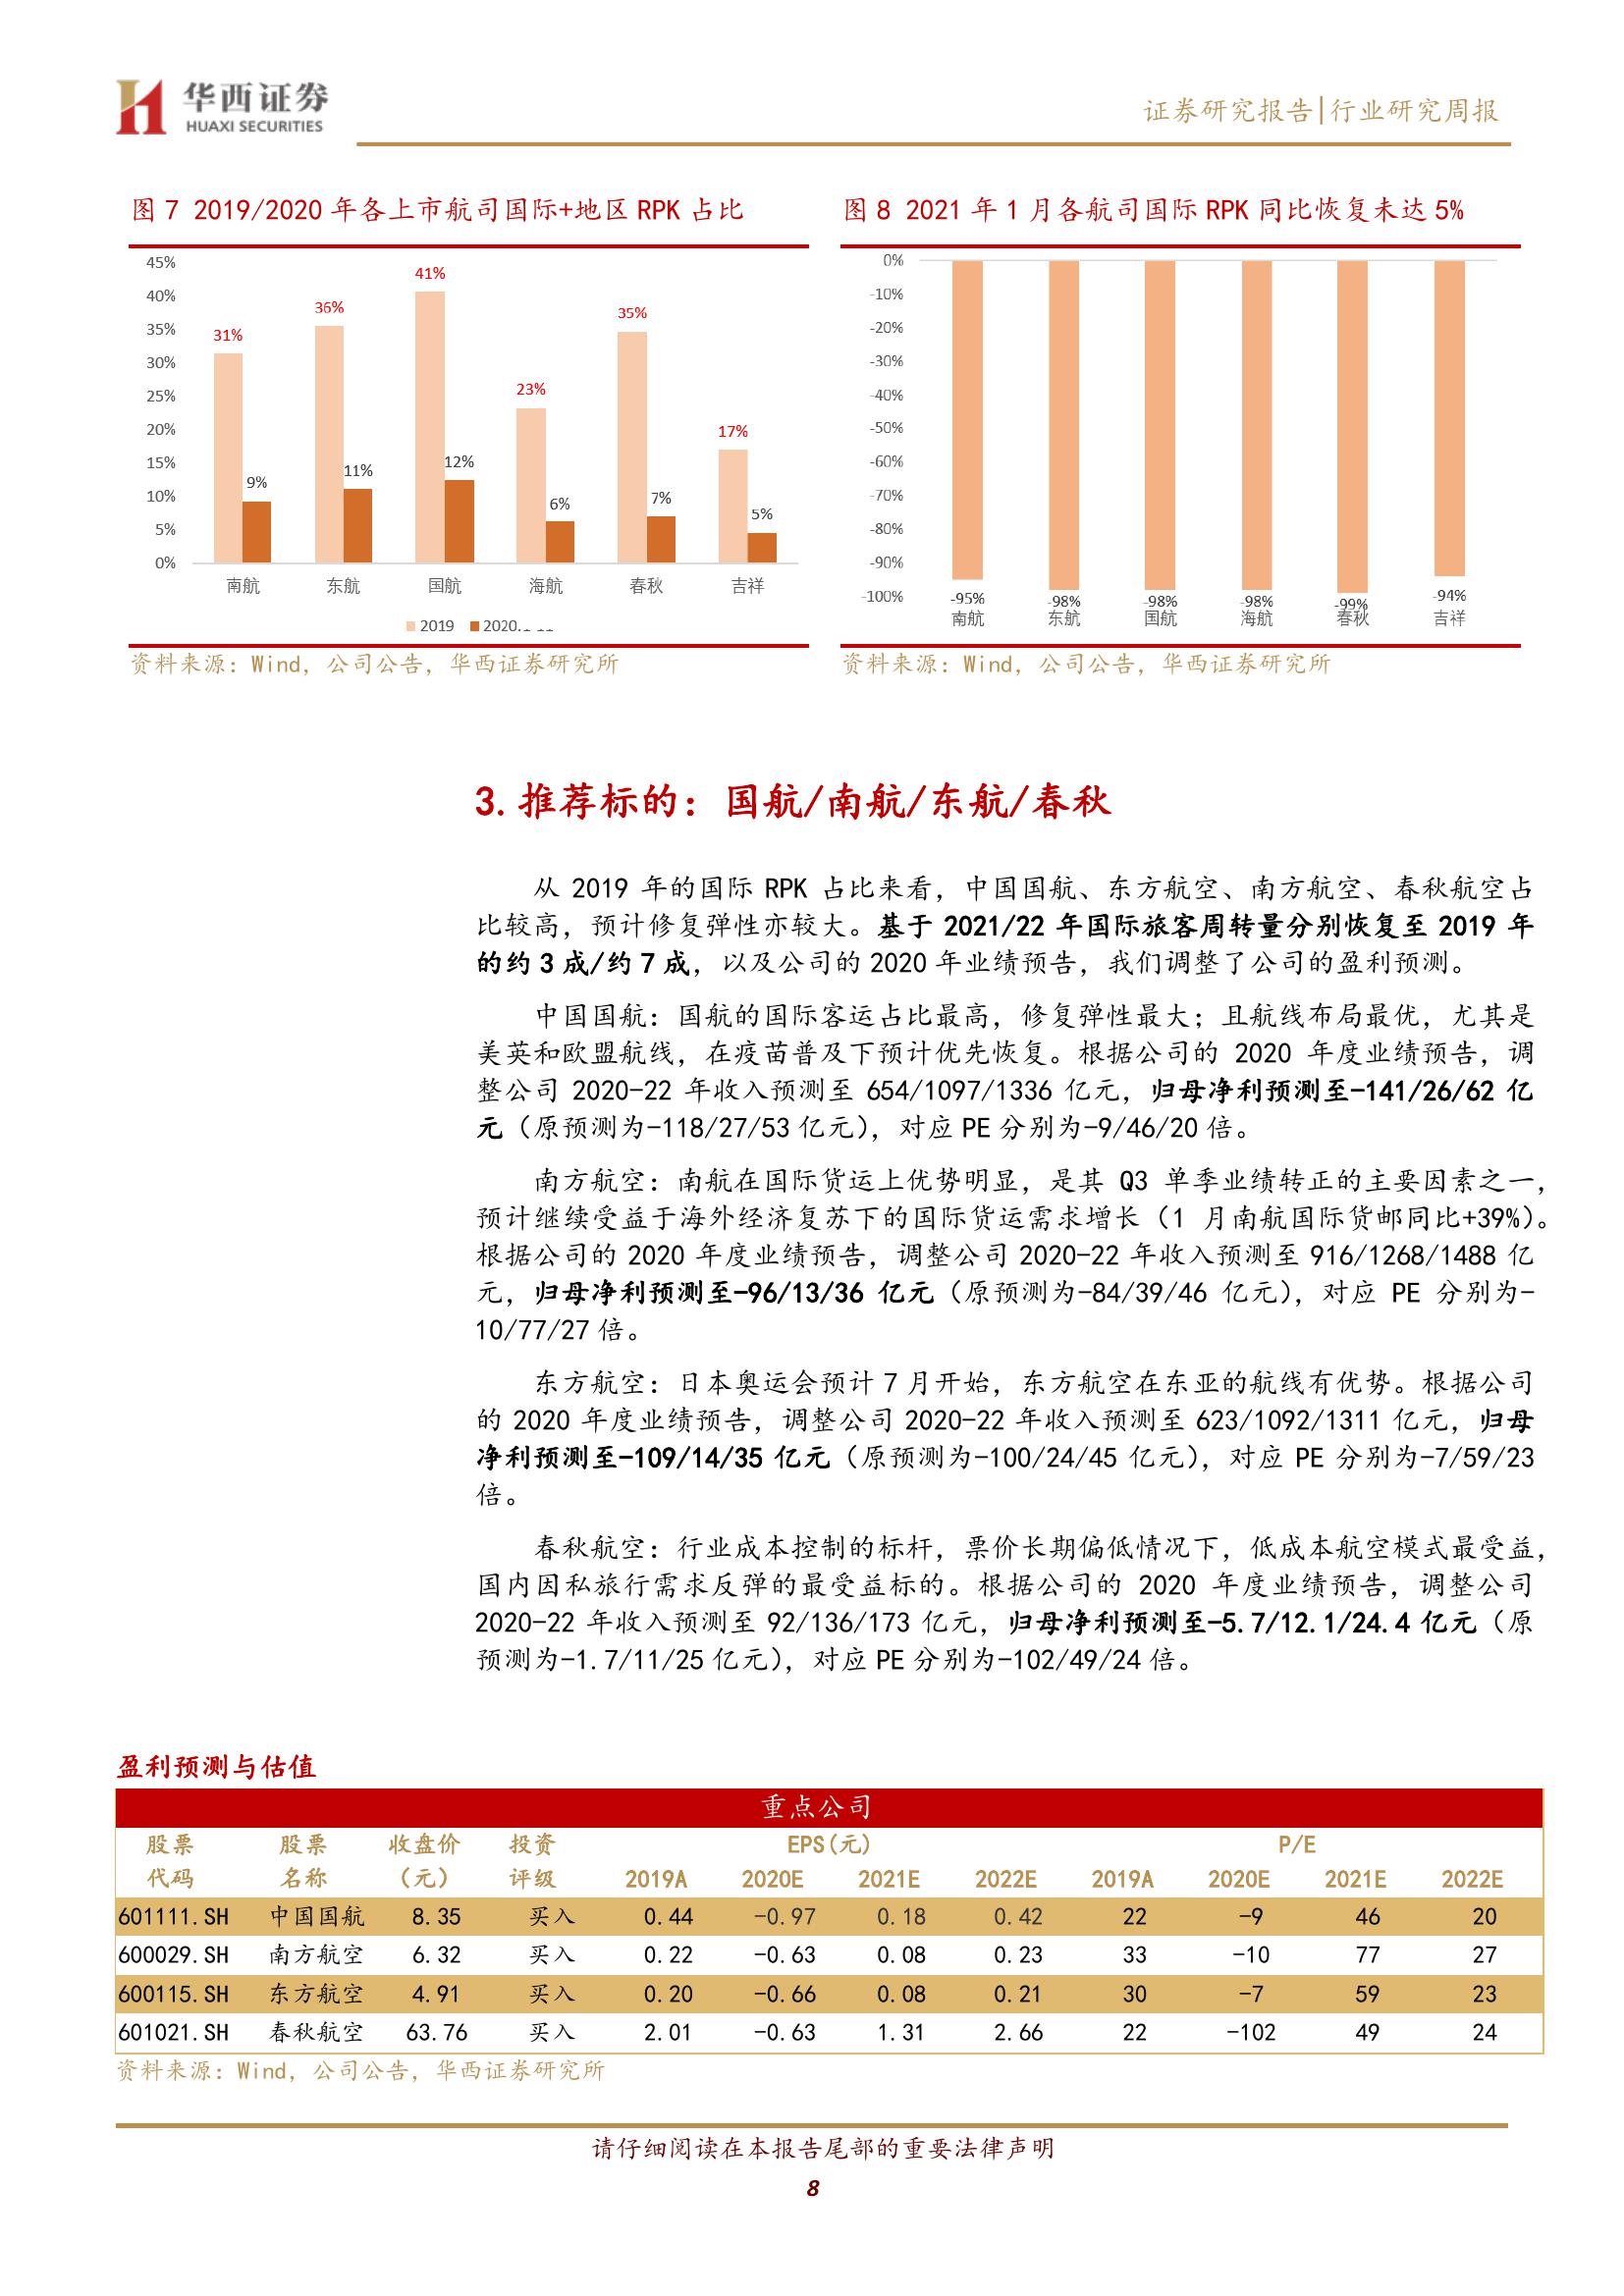 华西证券
HUAXI SECURITIES
证券研究报告|行业研究周报
图 7 2019/2020 年各上市航司国际+地区 RPK 占比
45%
40%
35%
30%
25%
20%
15%
10%
5%
0%
31%
36%
41%
23%
35%
17%
9%
11%
12%
6%
7%
5%
南航 东航 国航 海航 春秋 吉祥
2019 2020
资料来源：Wind，公司公告，华西证券研究所
图 8 2021 年 1 月各航司国际 RPK 同比恢复未达 5%
0%
-10%
-20%
-30%
-40%
-50%
-60%
-70%
-80%
-90%
-100%
-95% -98% -98% -98% -99% -94%
南航 东航 国航 海航 春秋 吉祥
资料来源：Wind，公司公告，华西证券研究所
3.推荐标的：国航/南航/东航/春秋
从 2019 年的国际 RPK 占比来看，中国国航、东方航空、南方航空、春秋航空占
比较高，预计修复弹性亦较大。基于 2021/22 年国际旅客周转量分别恢复至 2019 年
的约 3 成/约 7 成，以及公司的 2020 年业绩预告，我们调整了公司的盈利预测。
中国国航：国航的国际客运占比最高，修复弹性最大；且航线布局最优，尤其是
美英和欧盟航线，在疫苗普及下预计优先恢复。根据公司的 2020 年度业绩预告，调
整公司 2020-22 年收入预测至 654/1097/1336 亿元，归母净利预测至-141/26/62 亿
元（原预测为-118/27/53 亿元），对应 PE 分别为-9/46/20 倍。
南方航空：南航在国际货运上优势明显，是其 Q3 单季业绩转正的主要因素之一，
预计继续受益于海外经济复苏下的国际货运需求增长（1 月南航国际货邮同比+39%）。
根据公司的 2020 年度业绩预告，调整公司 2020-22 年收入预测至 916/1268/1488 亿
元，归母净利预测至-96/13/36 亿元（原预测为-84/39/46 亿元），对应 PE 分别为-
10/77/27 倍。
东方航空：日本奥运会预计 7 月开始，东方航空在东亚的航线有优势。根据公司
的 2020 年度业绩预告，调整公司 2020-22 年收入预测至 623/1092/1311 亿元，归母
净利预测至-109/14/35 亿元（原预测为-100/24/45 亿元），对应 PE 分别为-7/59/23
倍。
春秋航空：行业成本控制的标杆，票价长期偏低情况下，低成本航空模式最受益，
国内因私旅行需求反弹的最受益标的。根据公司的 2020 年度业绩预告，调整公司
2020-22 年收入预测至 92/136/173 亿元，归母净利预测至-5.7/12.1/24.4 亿元（原
预测为-1.7/11/25 亿元），对应 PE 分别为-102/49/24 倍。
盈利预测与估值
重点公司
股票 股票 收盘价 投资 EPS(元) P/E
代码 名称 （元） 评级 2019A 2020E 2021E 2022E 2019A 2020E 2021E 2022E
601111.SH 中国国航 8.35 买入 0.44 -0.97 0.18 0.42 22 -9 46 20
600029.SH 南方航空 6.32 买入 0.22 -0.63 0.08 0.23 33 -10 77 27
600115.SH 东方航空 4.91 买入 0.20 -0.66 0.08 0.21 30 -7 59 23
601021.SH 春秋航空 63.76 买入 2.01 -0.63 1.31 2.66 22 -102 49 24
资料来源：Wind，公司公告，华西证券研究所
请仔细阅读在本报告尾部的重要法律声明
8